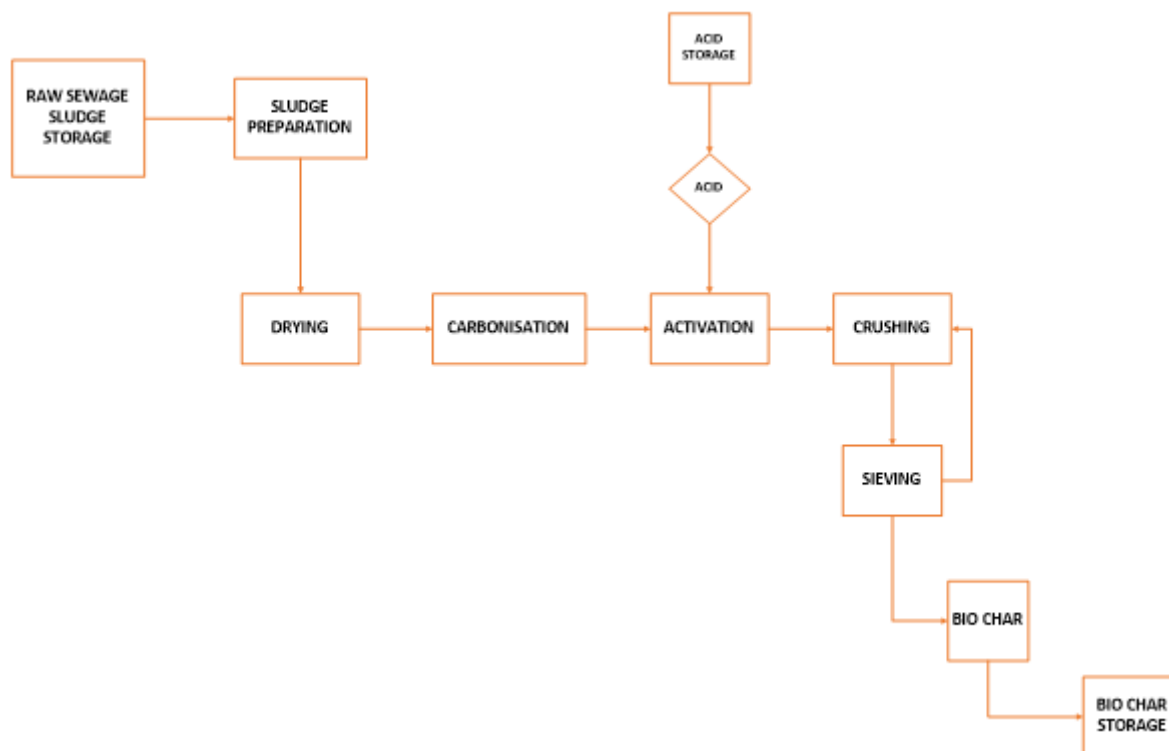 ACID
STORAGE
RAW SEWAGE
SLUDGE
STORAGE
SLUDGE
PREPARATION
ACID
DRYING
CARBONISATION
ACTIVATION
CRUSHING
SIEVING
BIO CHAR
BIO CHAR
STORAGE